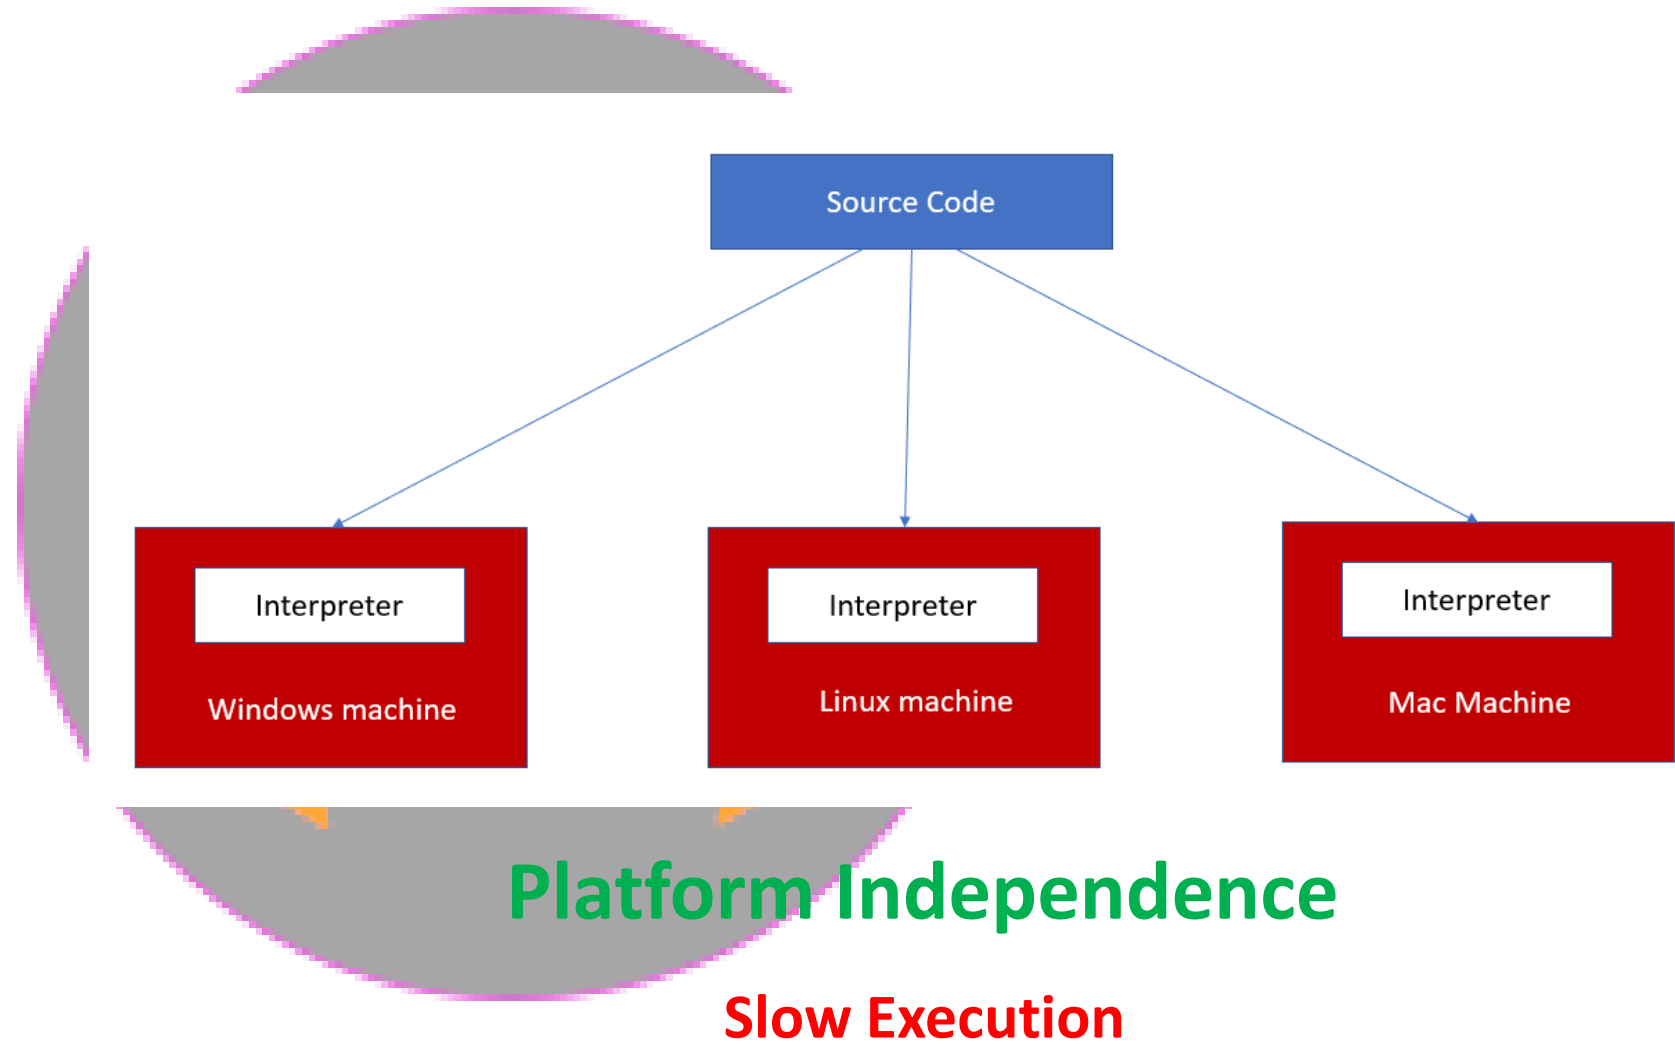 Source Code
Interpreter
Windows machine
Interpreter
Linux machine
Interpreter
Mac Machine
Platform Independence
Slow Execution